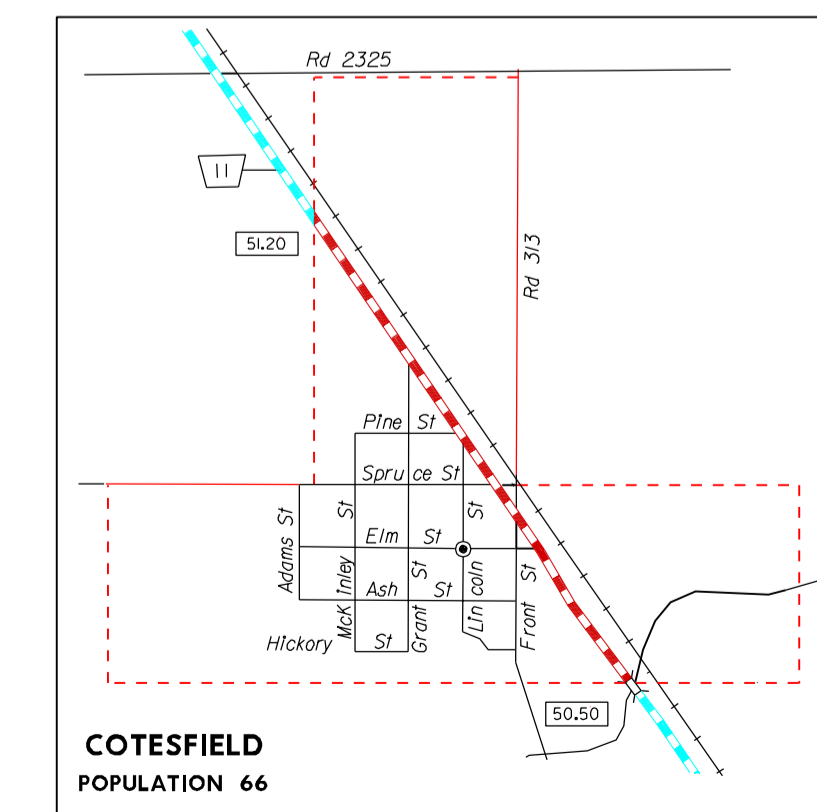 Rd 2325
11
51.20
Rd 313
Pine St
Spruce St
Adams St
McKinley St
Elm St
Grant St
Lincoln St
Front St
Ash St
Hickory St
50.50
COTESFIELD
POPULATION 66